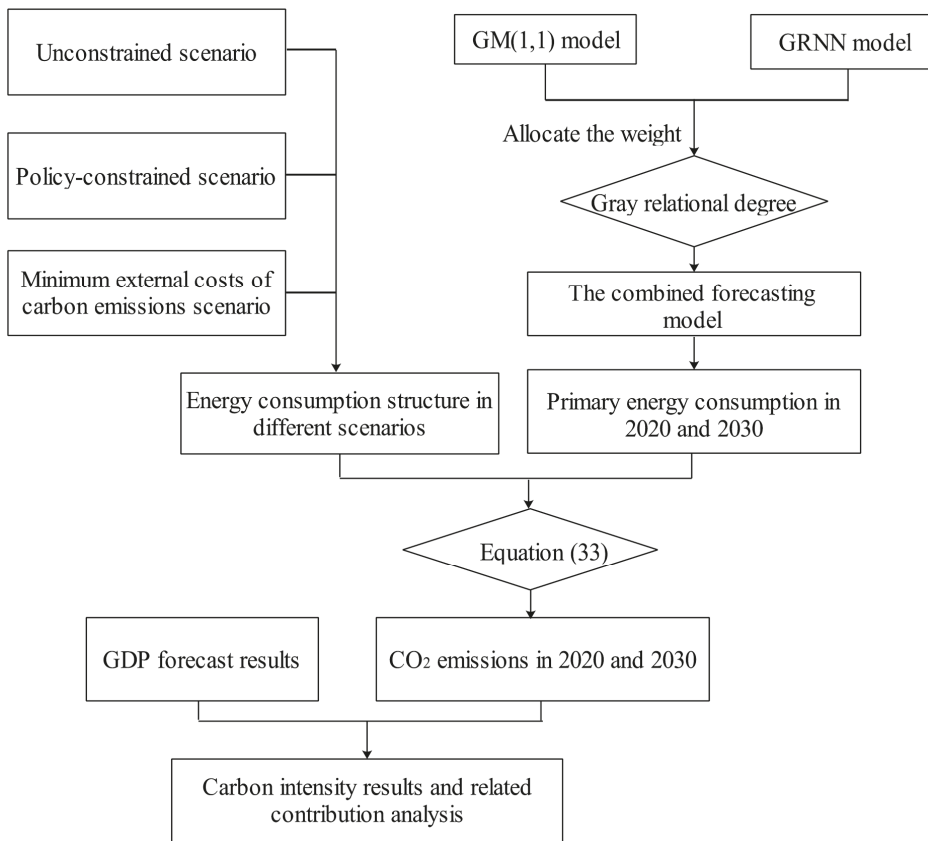 Unconstrained scenario
GM(1,1) model
GRNN model
Allocate the weight
Policy-constrained scenario
Gray relational degree
Minimum external costs of
carbon emissions scenario
The combined forecasting
model
Energy consumption structure in
different scenarios
Primary energy consumption in
2020 and 2030
Equation (33)
GDP forecast results
CO₂ emissions in 2020 and 2030
Carbon intensity results and related
contribution analysis